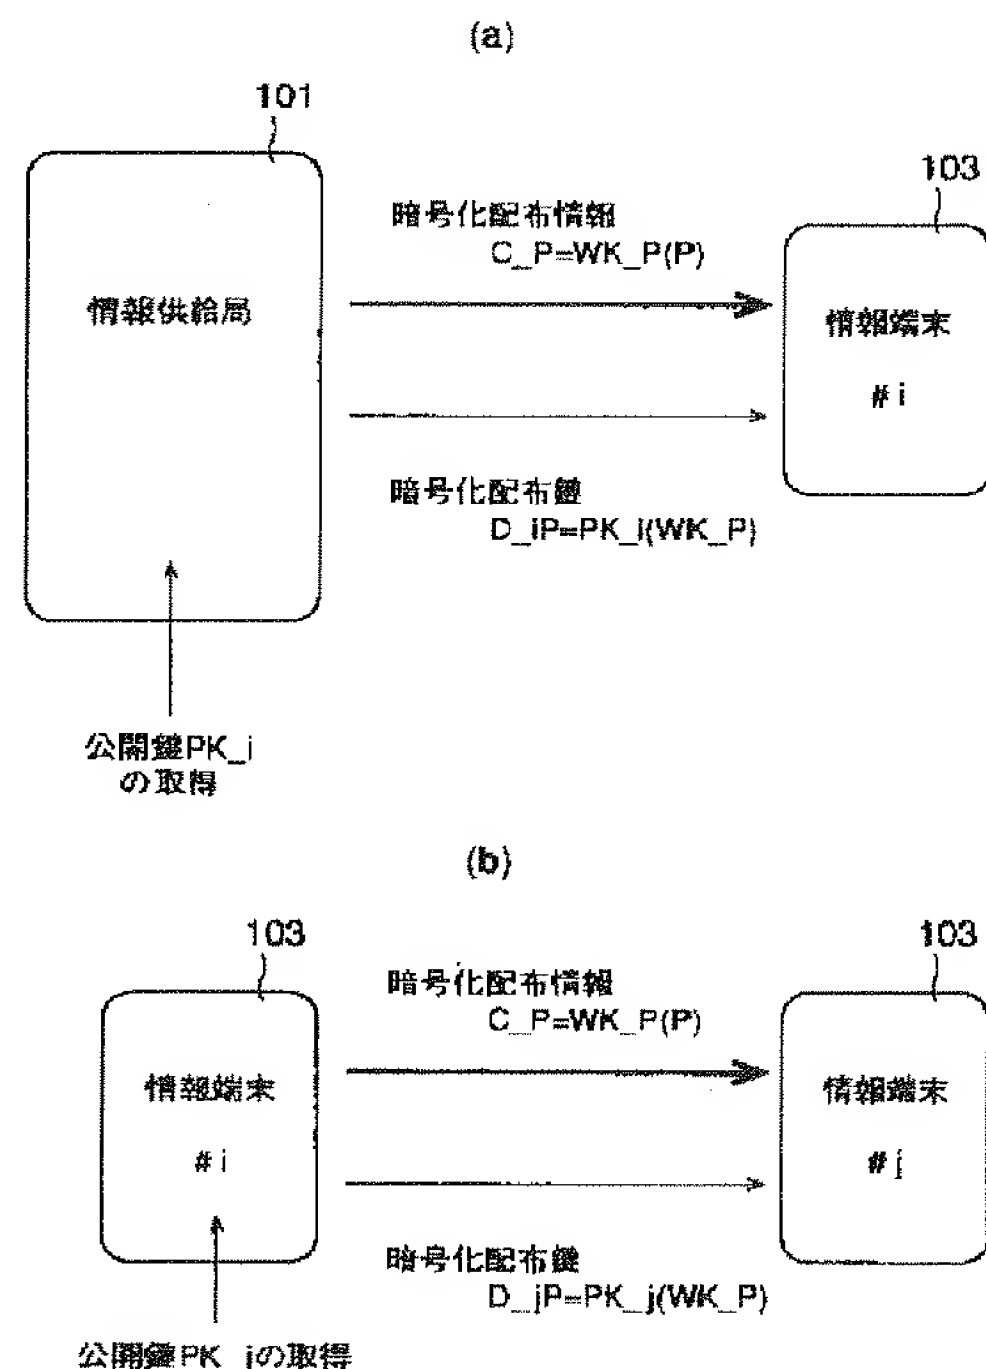 (a)
101
103
暗号化配布情報
C_P=WK_P(P)
情報供給局
情報端末
#i
暗号化配布鍵
D_iP=PK_i(WK_P)
公開鍵PK_i
の取得
(b)
103
103
暗号化配布情報
C_P=WK_P(P)
情報端末
#i
情報端末
#j
暗号化配布鍵
D_jP=PK_j(WK_P)
公開鍵PK_jの取得